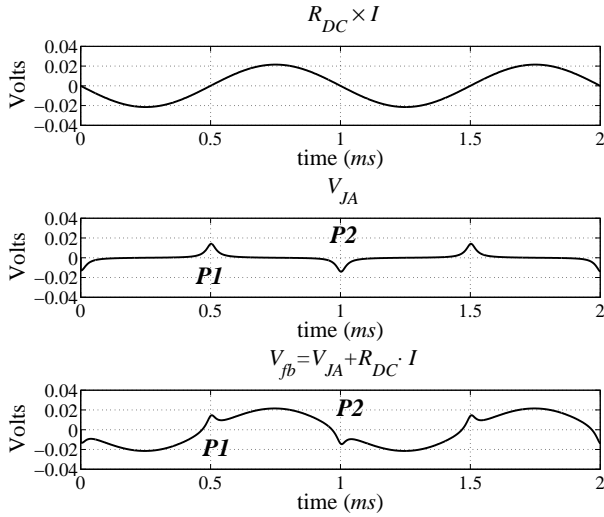 R_DC × I
0.04
0.02
0
−0.02
−0.04
Volts
0 0.5 1 1.5 2
time (ms)
V_JA
0.04
0.02
0
−0.02
−0.04
Volts
P1
P2
0 0.5 1 1.5 2
time (ms)
V_fb=V_JA+R_DC· I
0.04
0.02
0
−0.02
−0.04
Volts
P1
P2
0 0.5 1 1.5 2
time (ms)